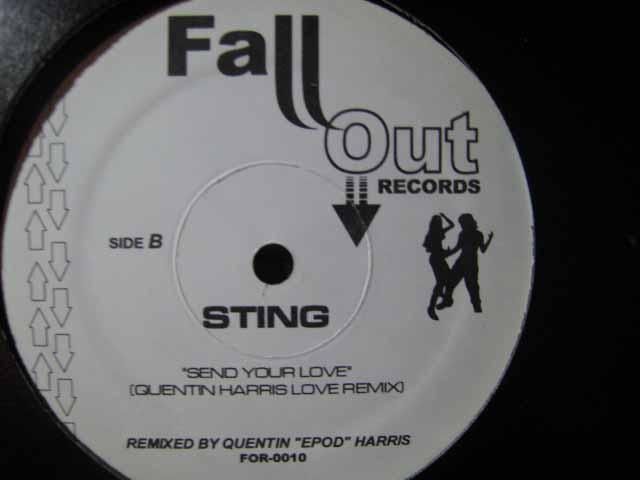 Fall
Out
RECORDS
SIDE B
STING
"SEND YOUR LOVE"
(QUENTIN HARRIS LOVE REMIX)
REMIXED BY QUENTIN "EPOD" HARRIS
FOR-0010